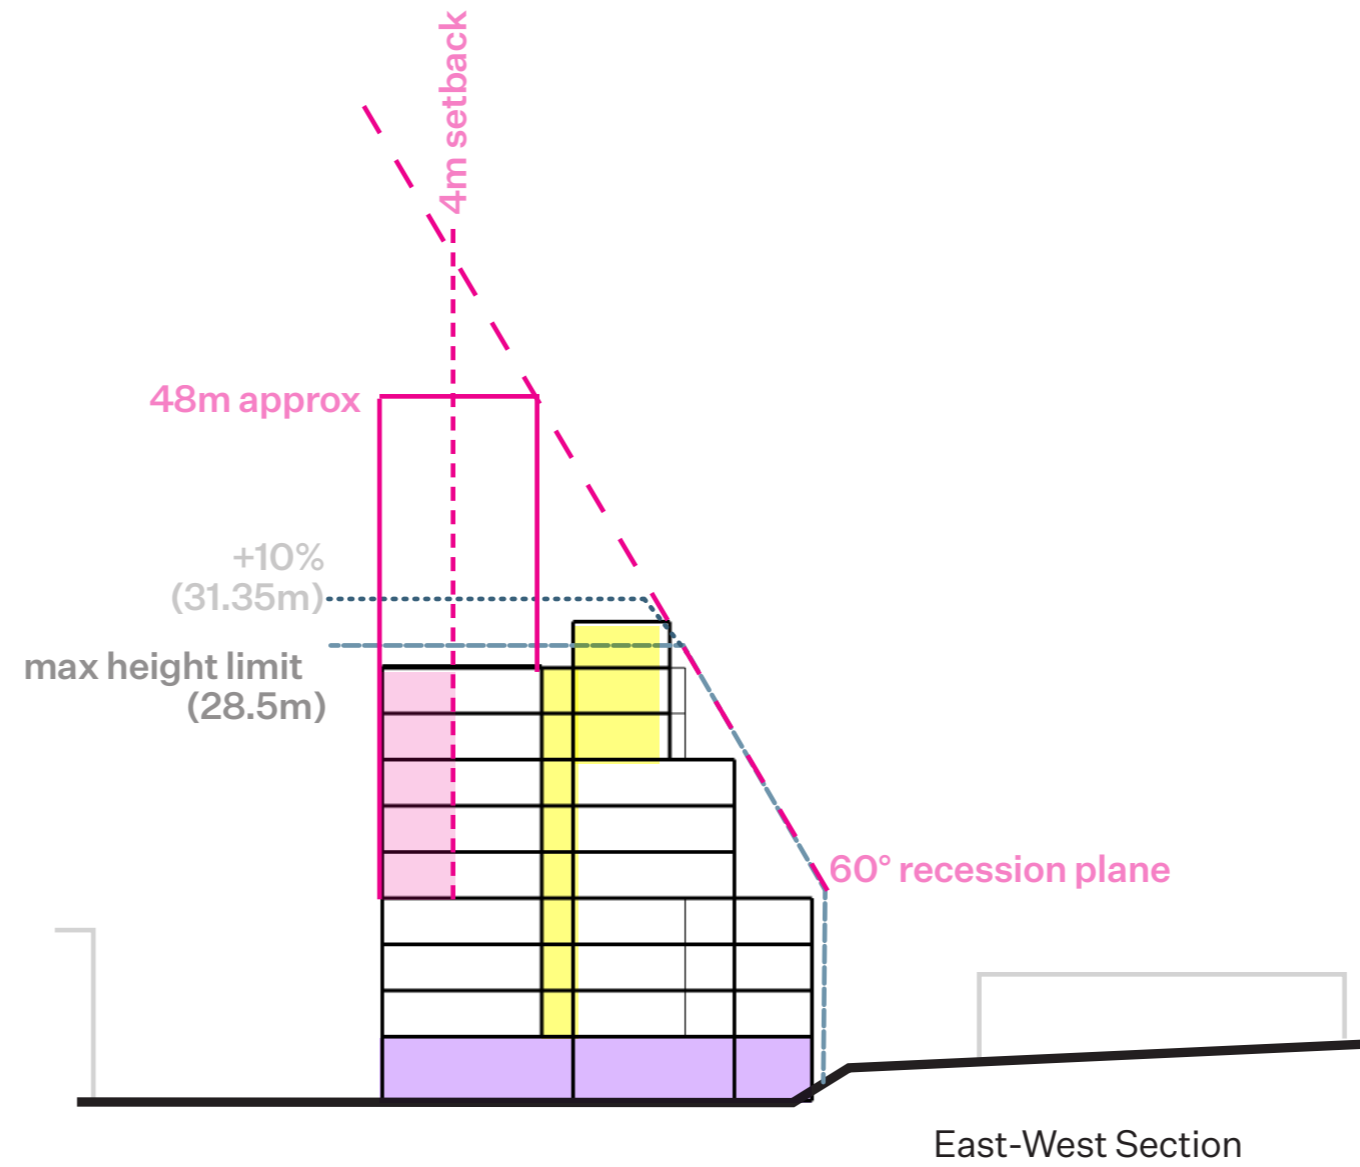 4m setback
48m approx
+10%
(31.35m)
max height limit
(28.5m)
60° recession plane
East-West Section